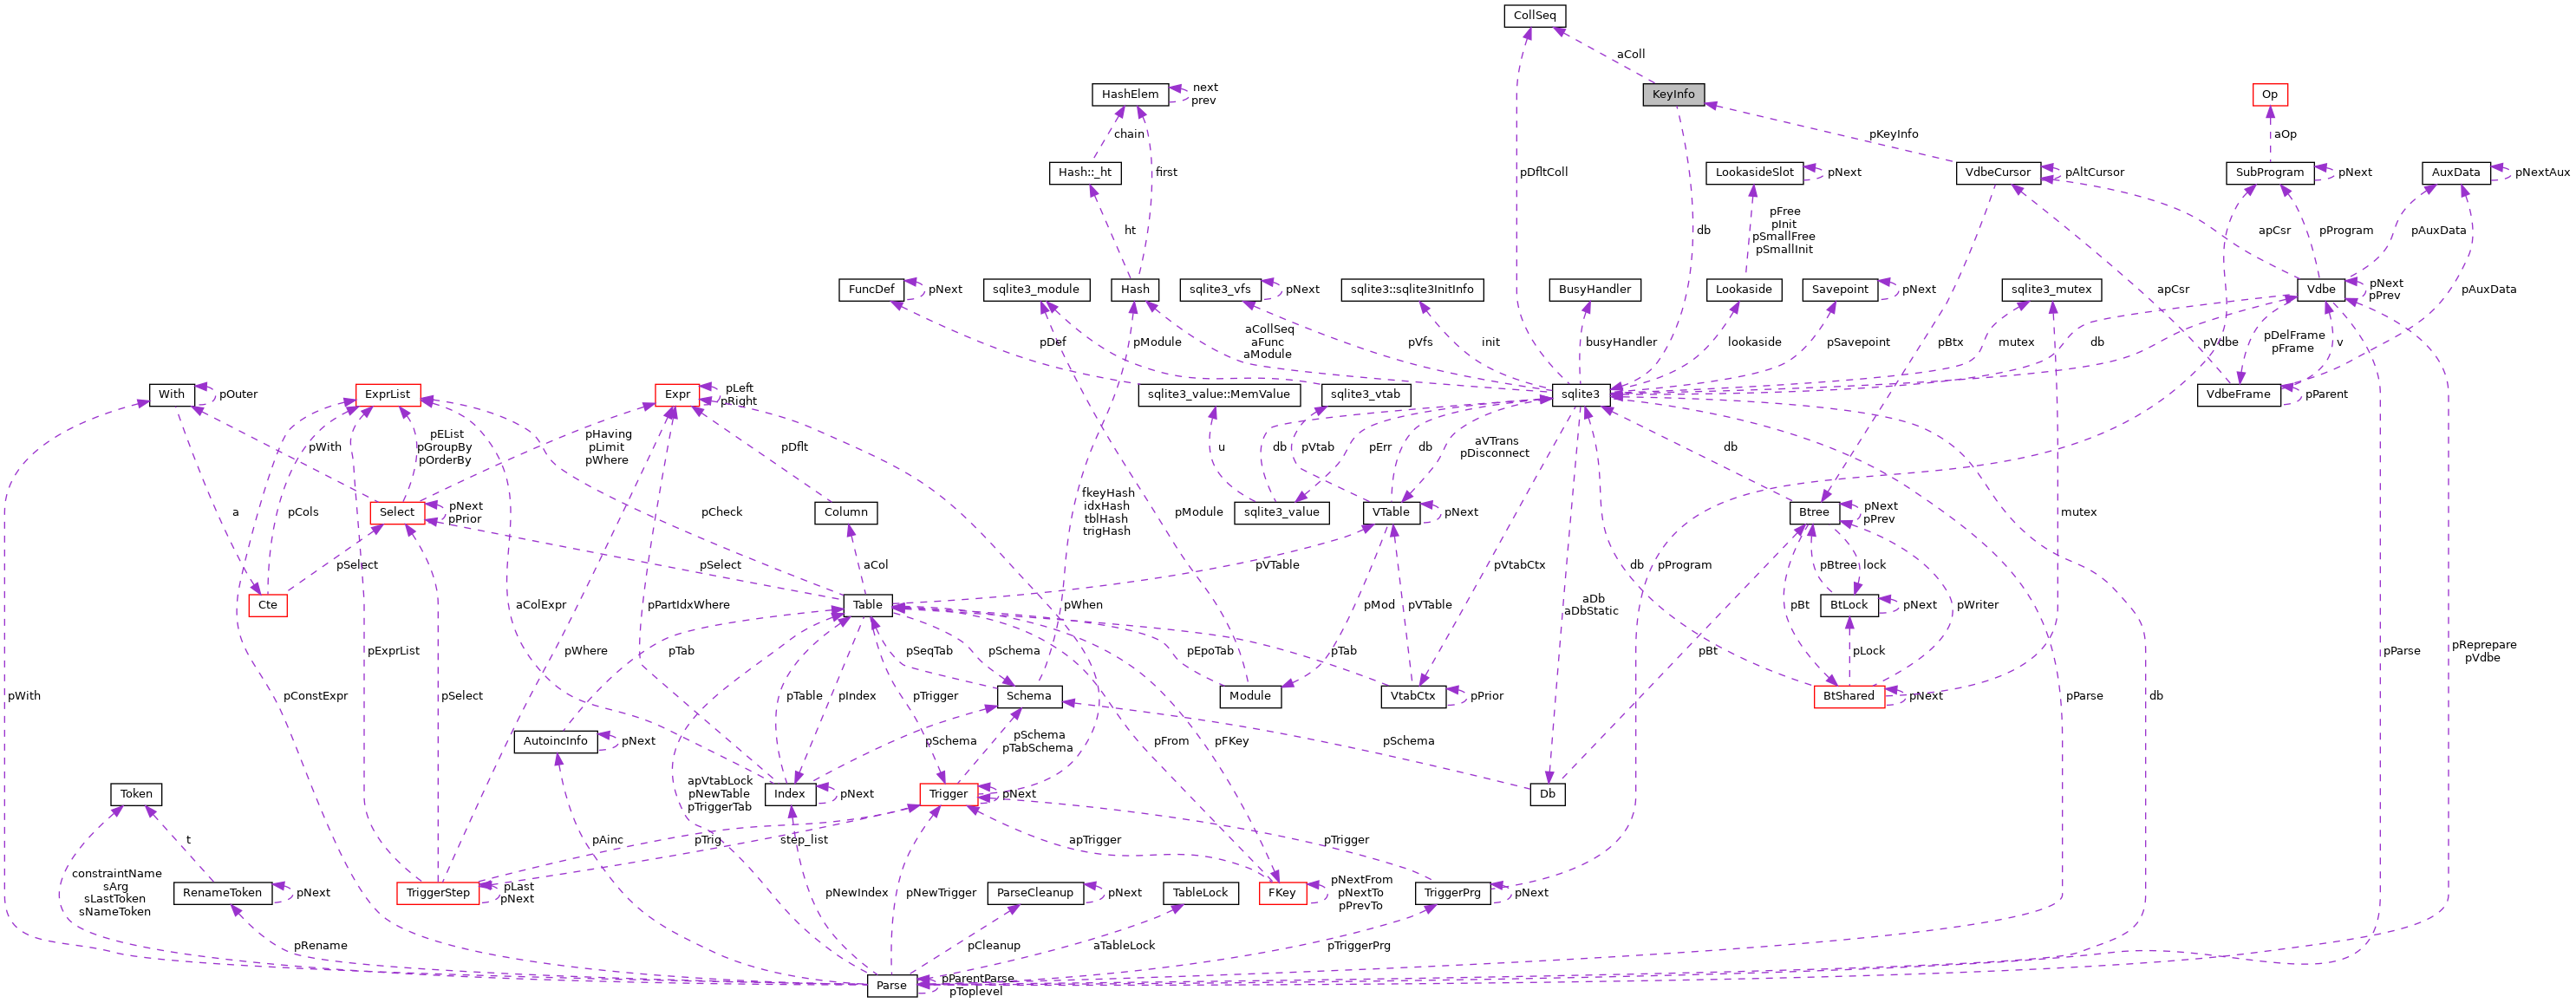 CollSeq
aColl
HashElem
next
prev
KeyInfo
Op
chain
pKeyInfo
aOp
Hash::_ht
first
pDfltColl
LookasideSlot
pNext
VdbeCursor
pAltCursor
SubProgram
pNext
AuxData
pNextAux
ht
db
pFree
pInit
pSmallFree
pSmallInit
apCsr
pProgram
pAuxData
FuncDef
pNext
sqlite3_module
Hash
sqlite3_vfs
pNext
sqlite3::sqlite3InitInfo
BusyHandler
Lookaside
Savepoint
pNext
sqlite3_mutex
apCsr
Vdbe
pNext
pPrev
pAuxData
pDef
pModule
aCollSeq
aFunc
aModule
pVfs
init
busyHandler
lookaside
pSavepoint
pBtx
mutex
db
pVdbe
pDelFrame
pFrame
v
With
pOuter
ExprList
Expr
pLeft
pRight
sqlite3_value::MemValue
sqlite3_vtab
sqlite3
VdbeFrame
pParent
pWith
pEList
pGroupBy
pOrderBy
pHaving
pLimit
pWhere
pDflt
u
db
pVtab
pErr
db
aVTrans
pDisconnect
db
a
pCols
Select
pNext
pPrior
pCheck
Column
fkeyHash
idxHash
tblHash
trigHash
pModule
sqlite3_value
VTable
pNext
Btree
pNext
pPrev
mutex
pSelect
pSelect
aCol
pVTable
pVtabCtx
pProgram
db
pBtree
lock
Cte
aColExpr
pPartIdxWhere
Table
pWhen
pMod
pVTable
aDb
aDbStatic
pBt
BtLock
pNext
pWriter
pExprList
pWhere
pTab
pSeqTab
pSchema
pEpoTab
pTab
pBt
pLock
pParse
pReprepare
pVdbe
pWith
pConstExpr
pSelect
pTable
pIndex
pTrigger
Schema
Module
VtabCtx
pPrior
BtShared
pNext
pParse
db
AutoincInfo
pNext
pSchema
pSchema
pTabSchema
pFrom
pFKey
pSchema
Token
apVtabLock
pNewTable
pTriggerTab
Index
pNext
Trigger
pNext
Db
t
pAinc
pTrig
step_list
apTrigger
pTrigger
constraintName
sArg
sLastToken
sNameToken
RenameToken
pNext
TriggerStep
pLast
pNext
pNewIndex
pNewTrigger
ParseCleanup
pNext
TableLock
FKey
pNextFrom
pNextTo
pPrevTo
TriggerPrg
pNext
pRename
pCleanup
aTableLock
pTriggerPrg
Parse
pParentParse
pToplevel